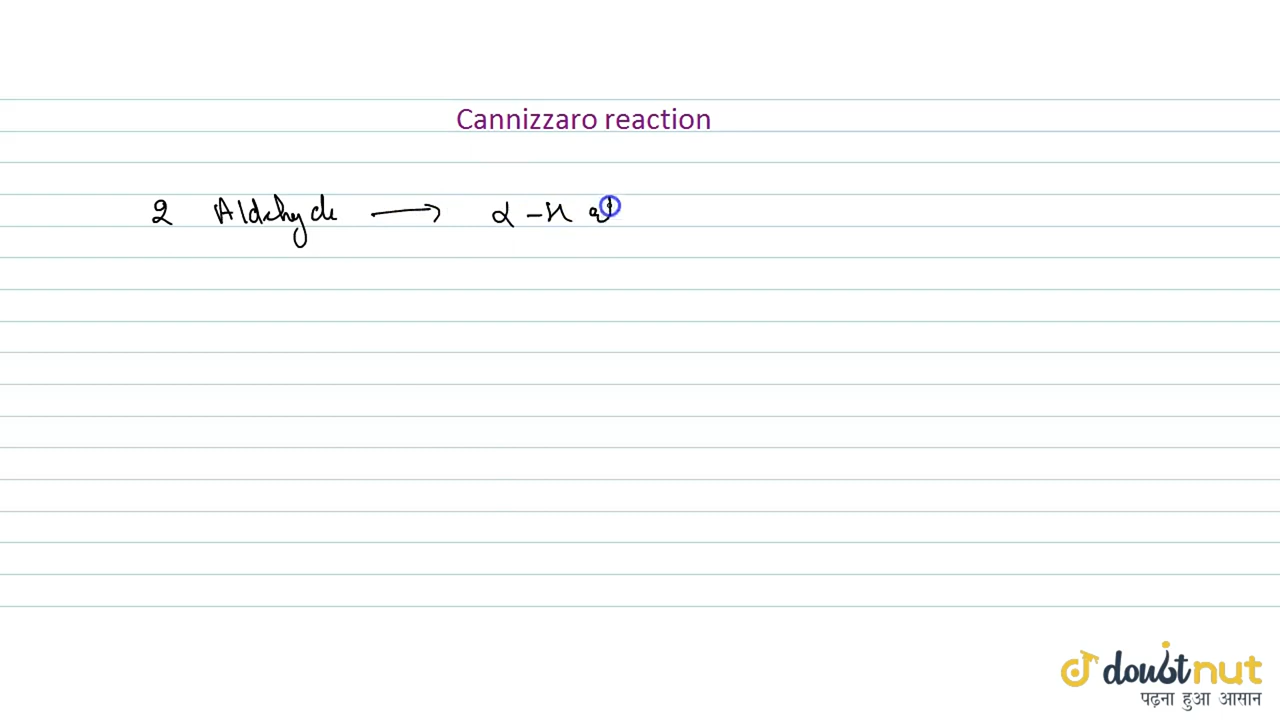 Cannizzaro reaction
2 Aldehyde → α-H
doubtnut
पढ़ना हुआ आसान